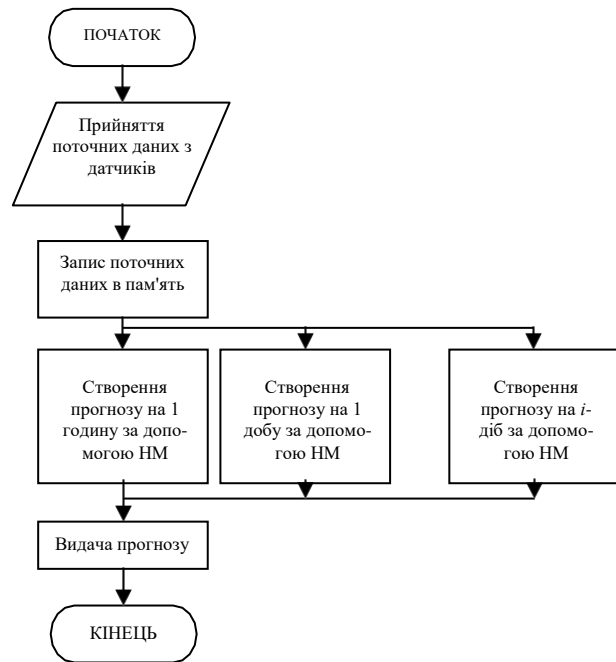 ПОЧАТОК
Прийняття
поточних даних з
датчиків
Запис поточних
даних в пам'ять
Створення
прогнозу на 1
годину за допо-
могою НМ
Створення
прогнозу на 1
добу за допомо-
гою НМ
Створення
прогнозу на i-
діб за допомо-
гою НМ
Видача прогнозу
КІНЕЦЬ